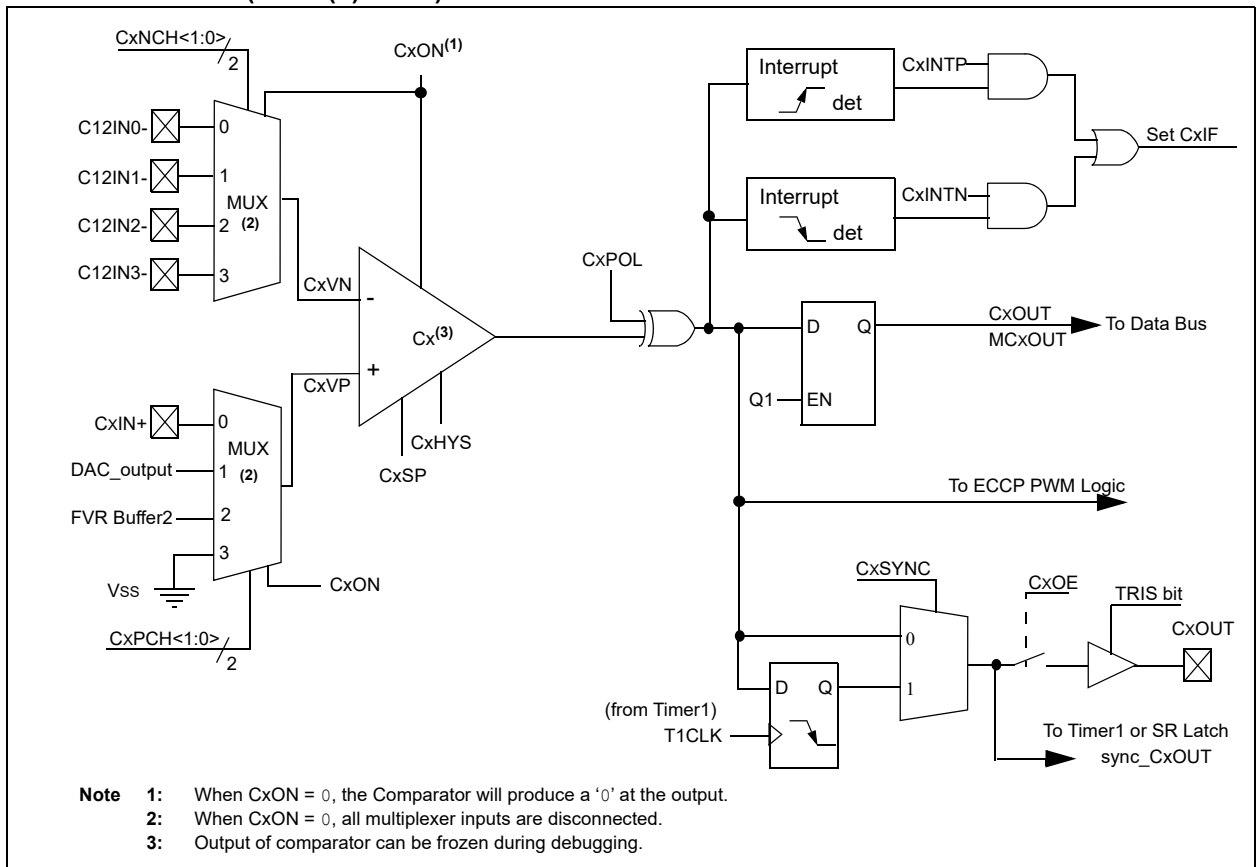 CxNCH<1:0>
2
CxON(1)
Interrupt
det
CxINTP
C12IN0-
0
Set CxIF
C12IN1-
1
MUX
(2)
C12IN2-
2
Interrupt
det
CxINTN
C12IN3-
3
CxVN
-
CxPOL
Cx(3)
D
Q
CxOUT
MCxOUT
To Data Bus
+
CxVP
Q1
EN
CxIN+
0
MUX
(2)
CxHYS
CxSP
DAC_output
1
To ECCP PWM Logic
FVR Buffer2
2
3
Vss
CxON
CxSYNC
CxOE
TRIS bit
CxOUT
CxPCH<1:0>
2
0
D
Q
1
(from Timer1)
T1CLK
To Timer1 or SR Latch
sync_CxOUT
Note 1: When CxON = 0, the Comparator will produce a ‘0’ at the output.
2: When CxON = 0, all multiplexer inputs are disconnected.
3: Output of comparator can be frozen during debugging.